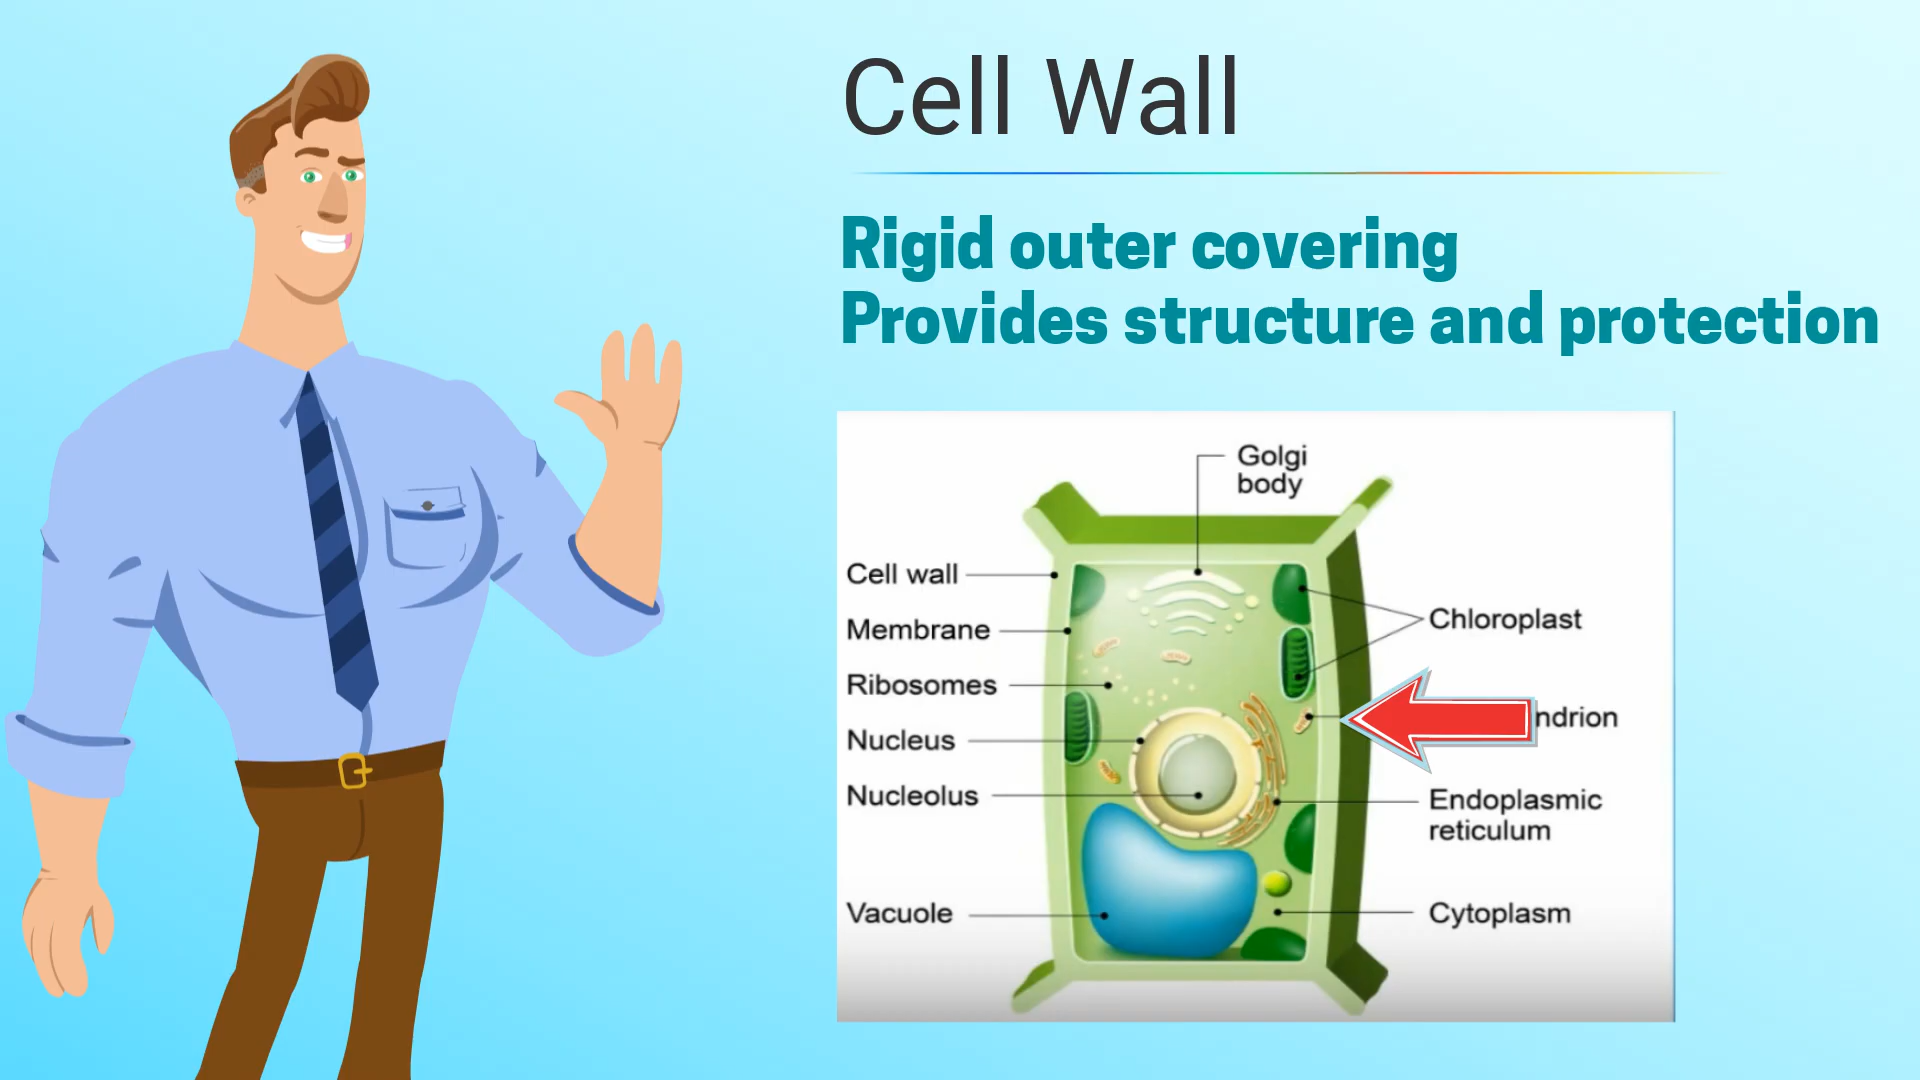 Cell Wall
Rigid outer covering
Provides structure and protection
Golgi
body
Cell wall
Membrane
Ribosomes
Nucleus
Nucleolus
Vacuole
Chloroplast
ndrion
Endoplasmic
reticulum
Cytoplasm